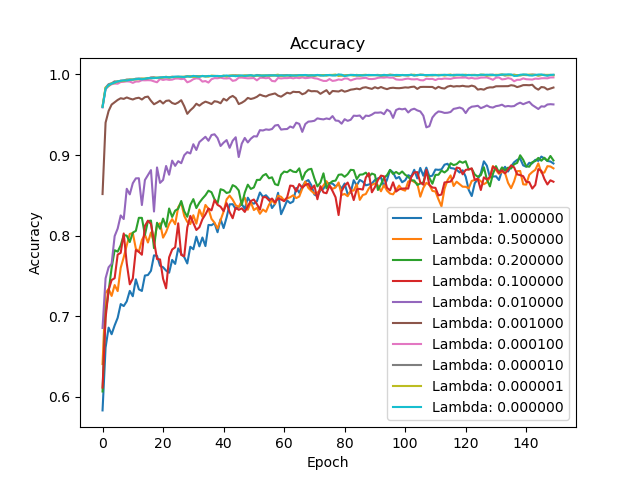 Accuracy
1.0
0.9
0.8
0.7
0.6
Accuracy
0
20
40
60
80
100
120
140
Epoch
Lambda: 1.000000
Lambda: 0.500000
Lambda: 0.200000
Lambda: 0.100000
Lambda: 0.010000
Lambda: 0.001000
Lambda: 0.000100
Lambda: 0.000010
Lambda: 0.000001
Lambda: 0.000000